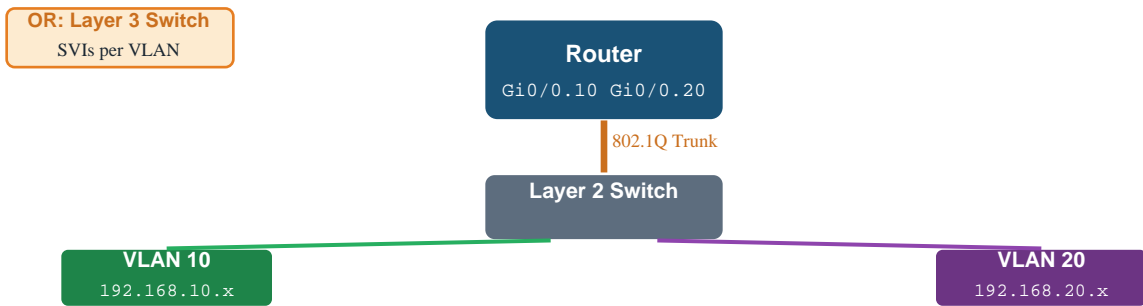 OR: Layer 3 Switch
SVIs per VLAN
Router
Gi0/0.10 Gi0/0.20
802.1Q Trunk
Layer 2 Switch
VLAN 10
192.168.10.x
VLAN 20
192.168.20.x